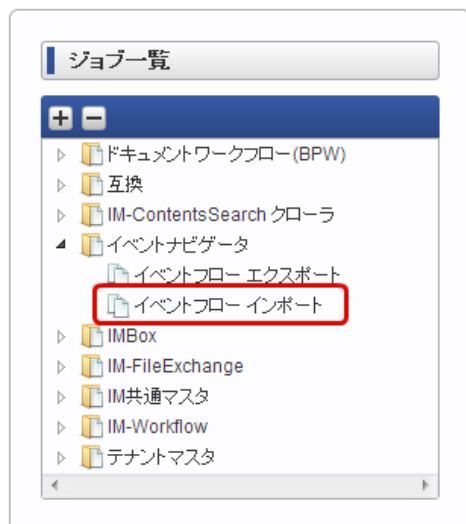 ジョブ一覧
ドキュメントワークフロー(BPW)
互換
IM-ContentsSearch クローラ
イベントナビゲータ
イベントフロー エクスポート
イベントフロー インポート
IMBox
IM-FileExchange
IM共通マスタ
IM-Workflow
テナントマスタ